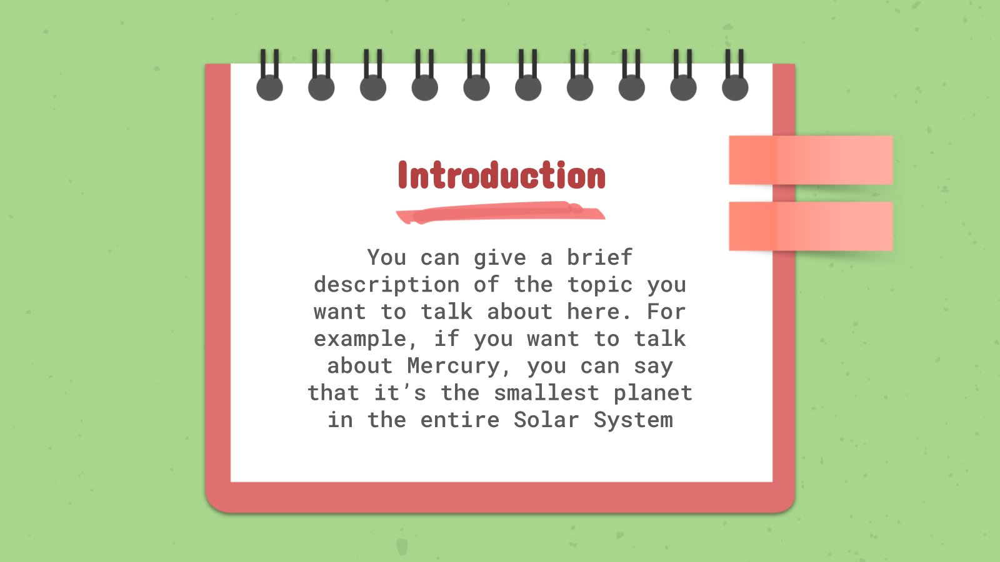 Introduction
You can give a brief
description of the topic you
want to talk about here. For
example, if you want to talk
about Mercury, you can say
that it’s the smallest planet
in the entire Solar System